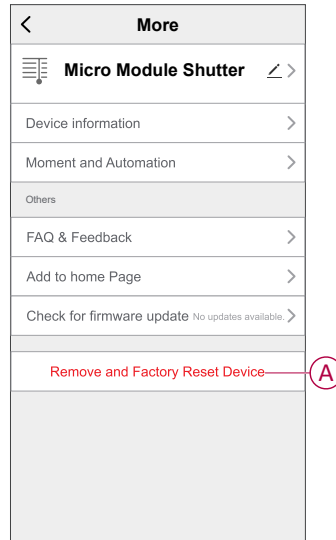 More
Micro Module Shutter
Device information
Moment and Automation
Others
FAQ & Feedback
Add to home Page
Check for firmware update No updates available.
Remove and Factory Reset Device
A